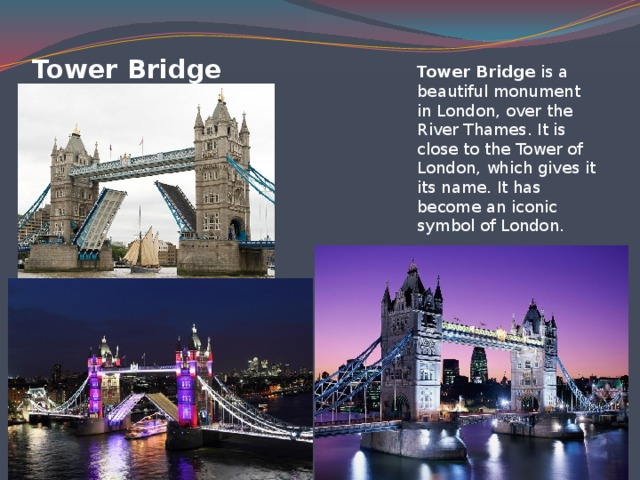 Tower Bridge
Tower Bridge is a
beautiful monument
in London, over the
River Thames. It is
close to the Tower of
London, which gives it
its name. It has
become an iconic
symbol of London.